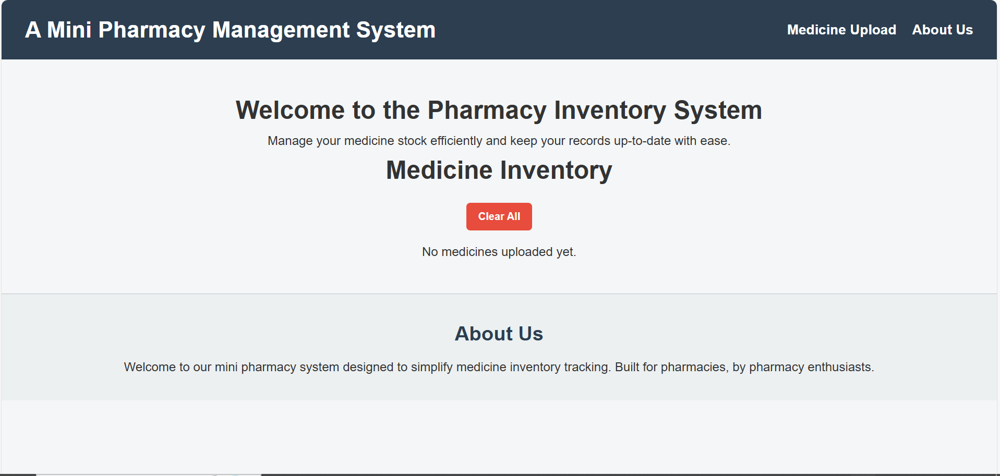 A Mini Pharmacy Management System
Medicine Upload
About Us
Welcome to the Pharmacy Inventory System
Manage your medicine stock efficiently and keep your records up-to-date with ease.
Medicine Inventory
Clear All
No medicines uploaded yet.
About Us
Welcome to our mini pharmacy system designed to simplify medicine inventory tracking. Built for pharmacies, by pharmacy enthusiasts.